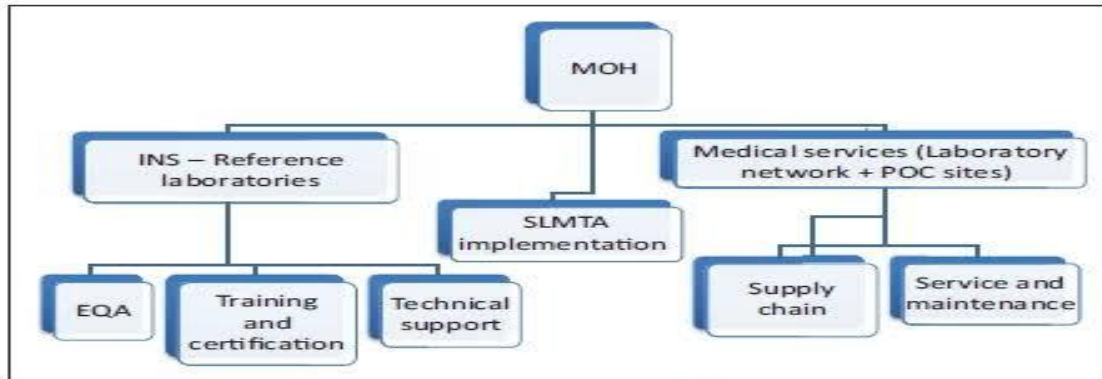 MOH
INS – Reference
laboratories
Medical services (Laboratory
network + POC sites)
SLMTA
implementation
EQA
Training
and
certification
Technical
support
Supply
chain
Service and
maintenance